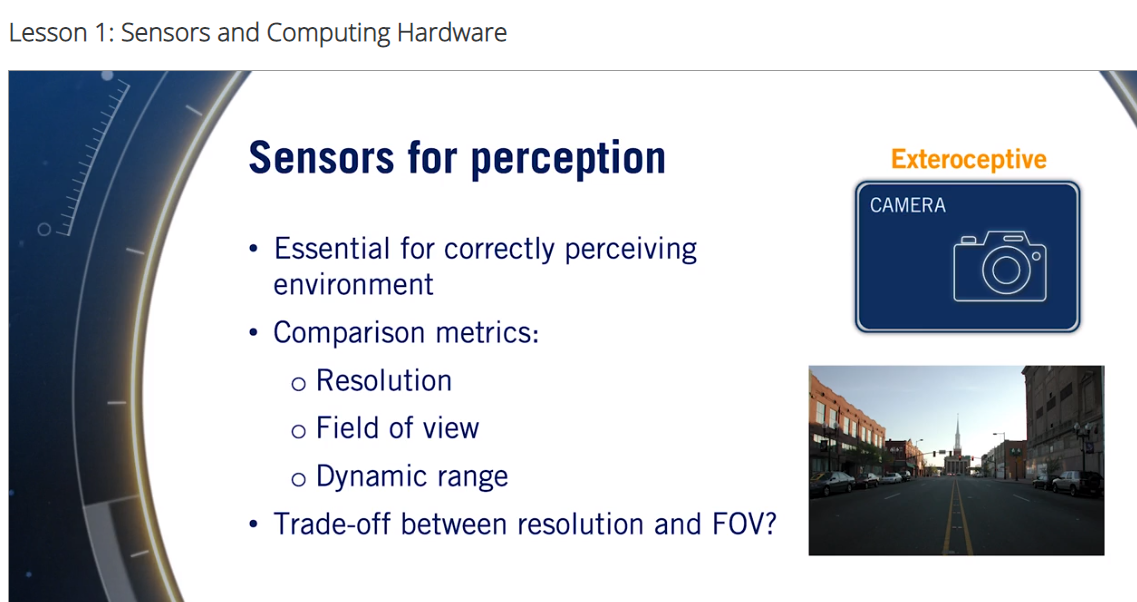 Lesson 1: Sensors and Computing Hardware
Sensors for perception
• Essential for correctly perceiving
environment
• Comparison metrics:
o Resolution
o Field of view
o Dynamic range
• Trade-off between resolution and FOV?
Exteroceptive
CAMERA